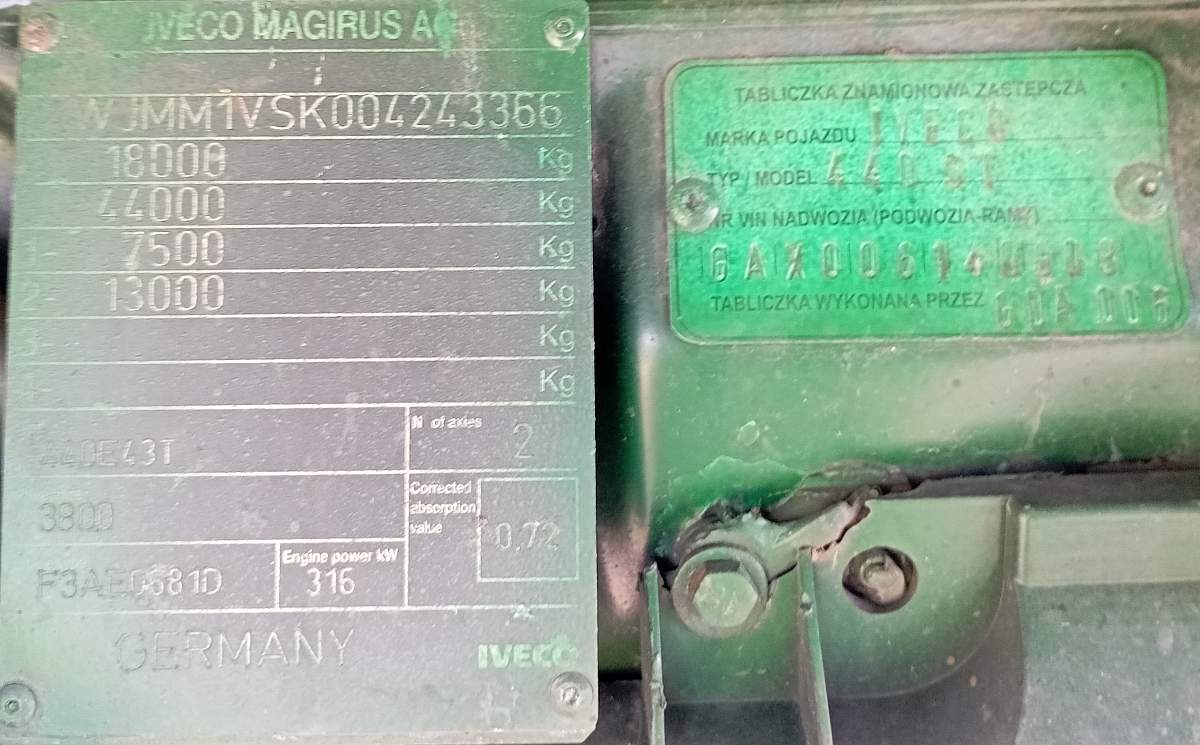 IVECO MAGIRUS AG
WJMM1VSK004243366
18000 Kg
44000 Kg
1- 7500 Kg
2- 13000 Kg
3- Kg
4- Kg
440E43T
N of axles 2
3800
Corrected absorption value 0,72
F3AE0681D
Engine power kW
316
GERMANY
IVECO
TABLICZKA ZNAMIONOWA ZASTĘPCZA
MARKA POJAZDU IVECO
TYP / MODEL 440 ST
NR VIN NADWOZIA (PODWOZIA-RAMY)
TABLICZKA WYKONANA PRZEZ GDA 006